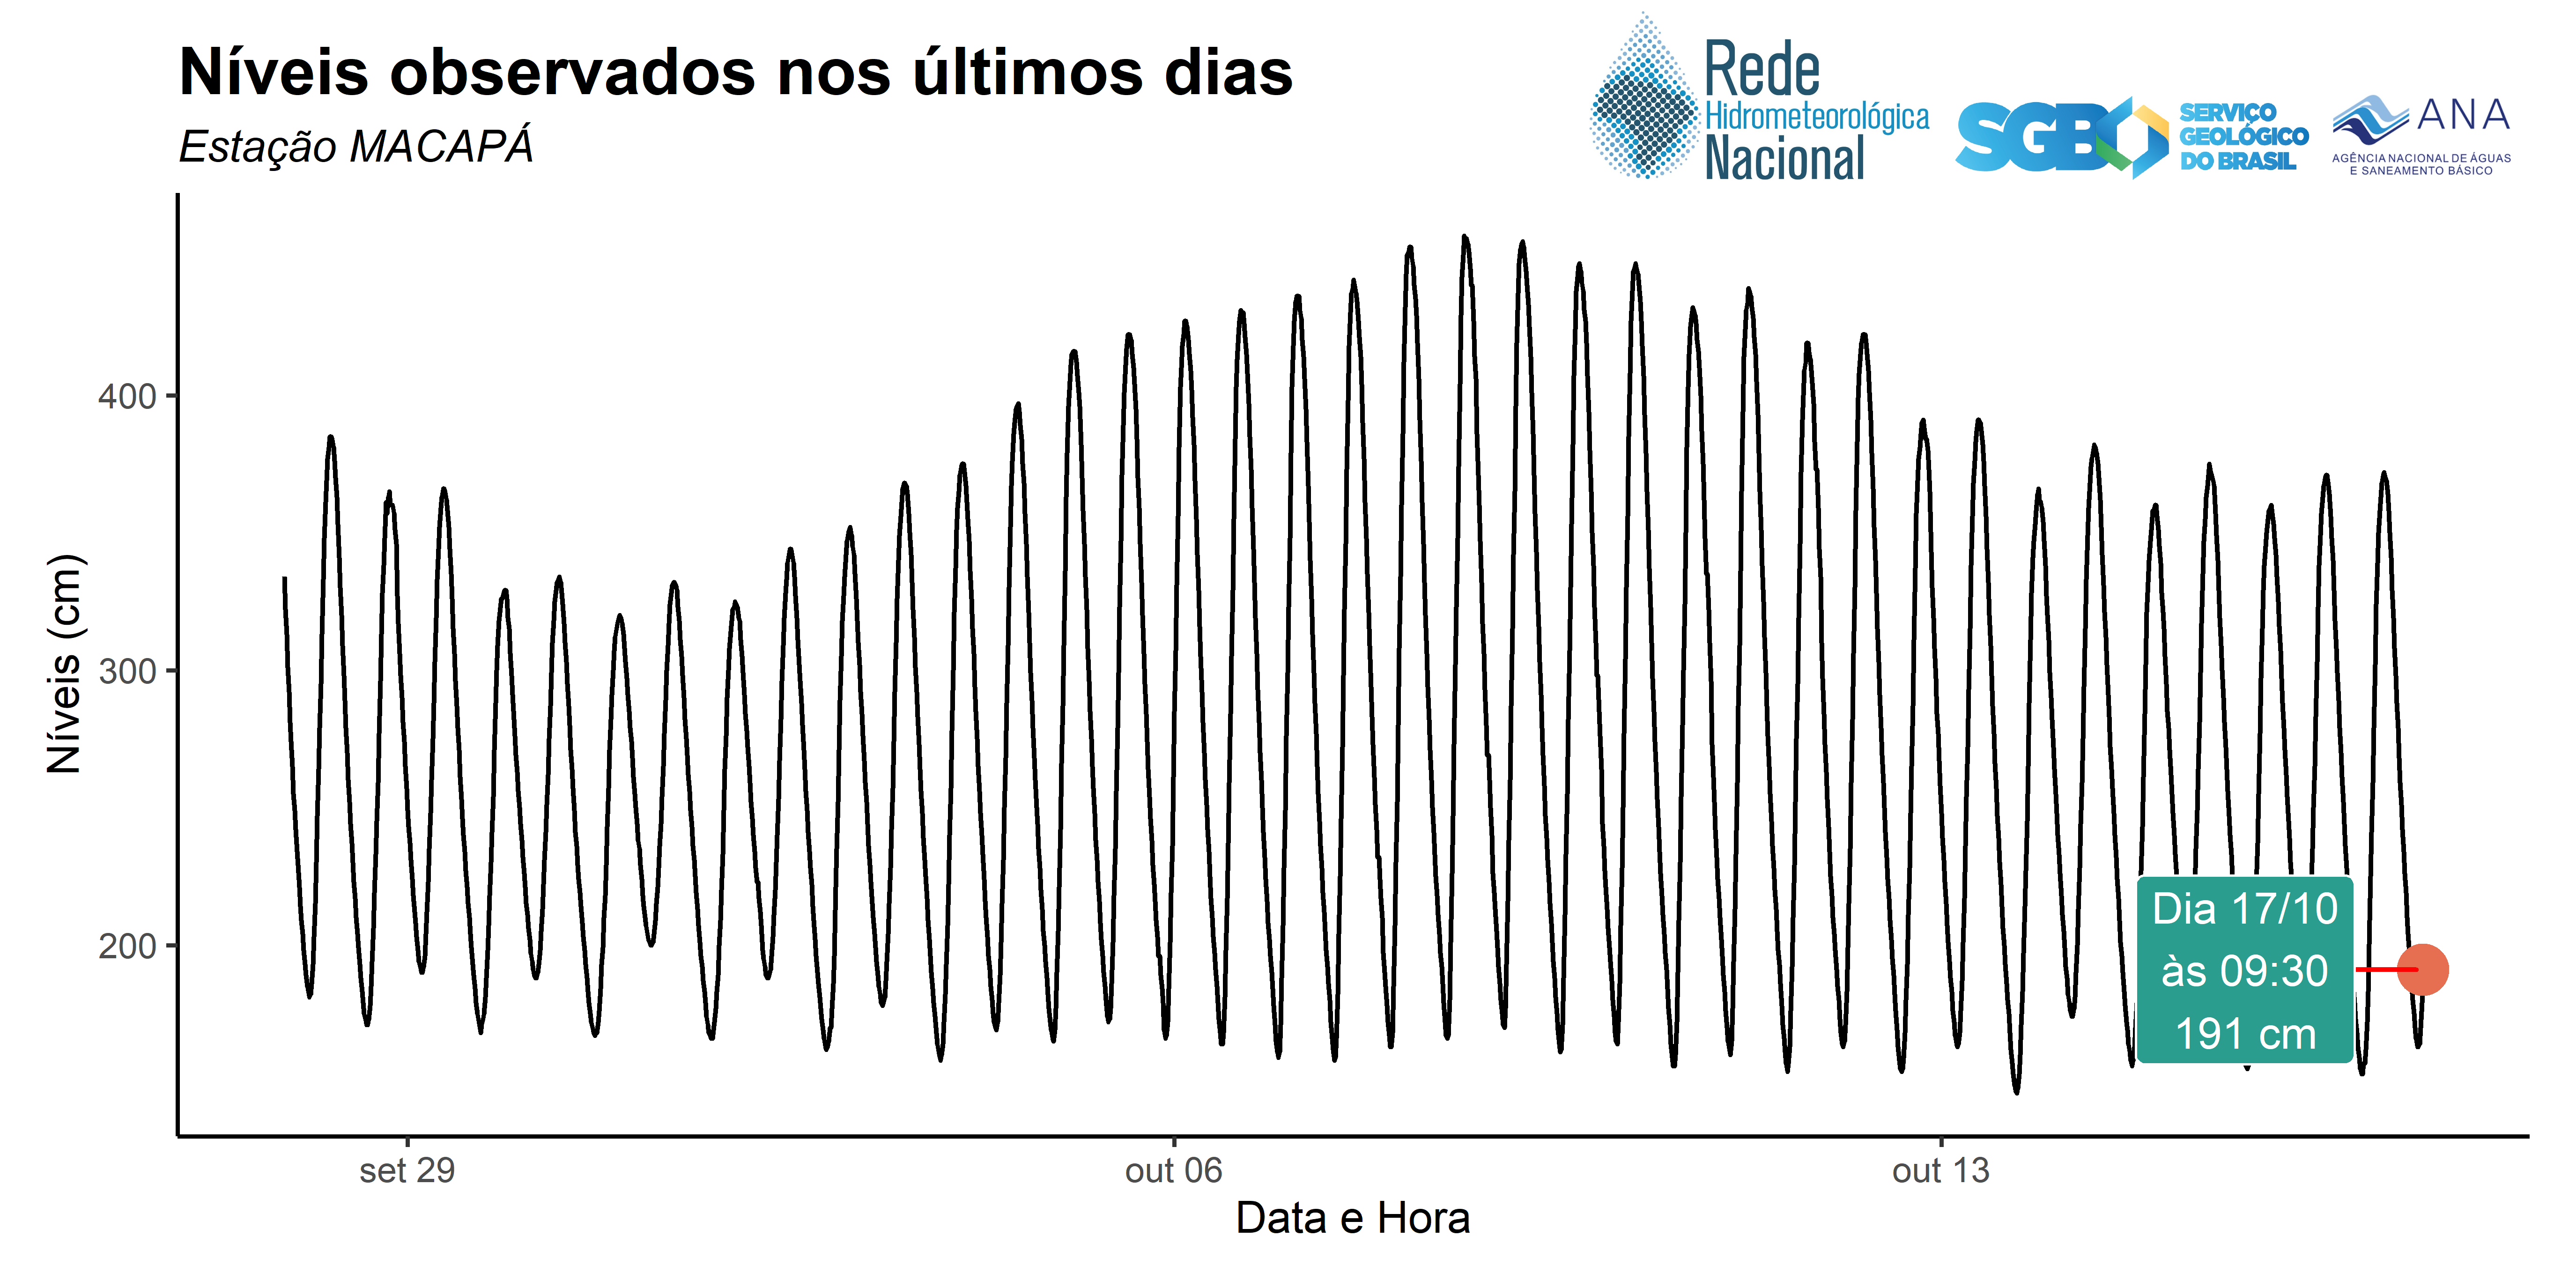 Níveis observados nos últimos dias
Estação MACAPÁ
Rede
Hidrometeorológica
Nacional
SGB
SERVIÇO
GEOLÓGICO
DO BRASIL
ANA
AGÊNCIA NACIONAL DE ÁGUAS
E SANEAMENTO BÁSICO
Níveis (cm)
400
300
200
Dia 17/10
às 09:30
191 cm
set 29
out 06
out 13
Data e Hora